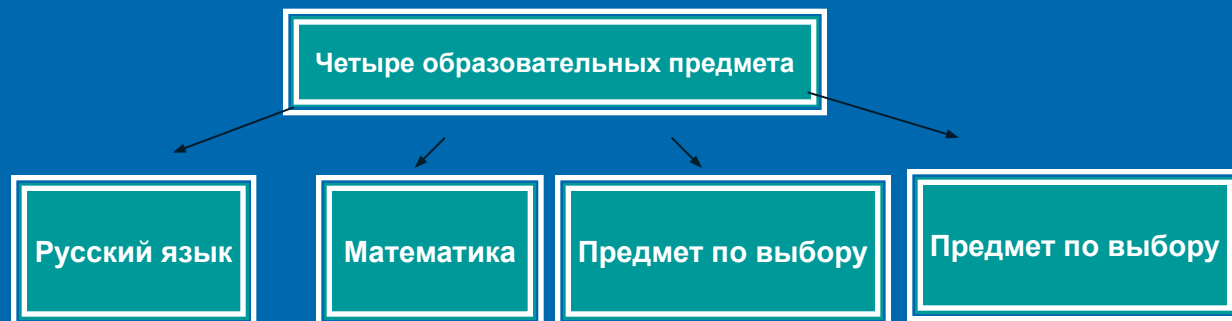 Четыре образовательных предмета
Русский язык
Математика
Предмет по выбору
Предмет по выбору